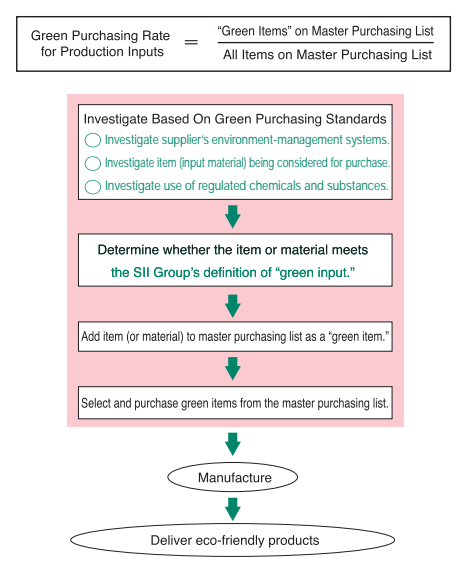 Green Purchasing Rate
for Production Inputs
=
“Green Items” on Master Purchasing List
All Items on Master Purchasing List
Investigate Based On Green Purchasing Standards
Investigate supplier’s environment-management systems.
Investigate item (input material) being considered for purchase.
Investigate use of regulated chemicals and substances.
Determine whether the item or material meets
the SII Group’s definition of “green input.”
Add item (or material) to master purchasing list as a “green item.”
Select and purchase green items from the master purchasing list.
Manufacture
Deliver eco-friendly products